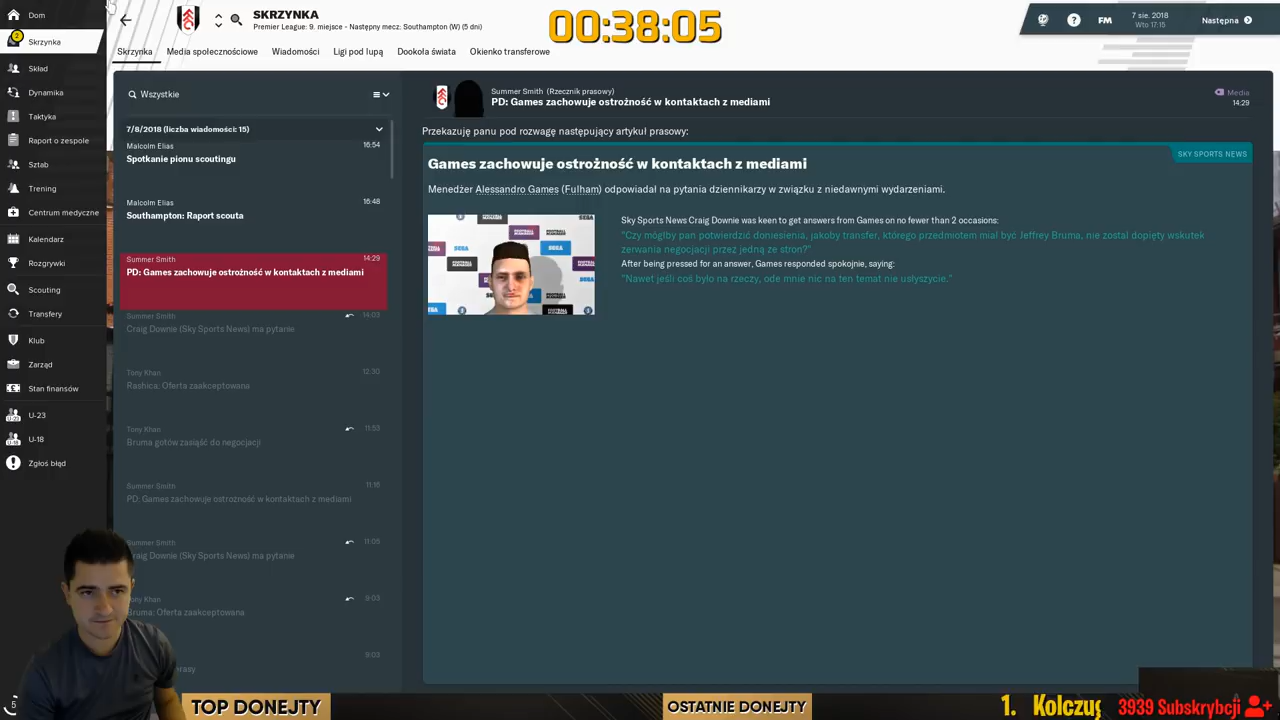 Dom
2
Skrzynka
Skład
Dynamika
Taktyka
Raport o zespole
Sztab
Trening
Centrum medyczne
Kalendarz
Rozgrywki
Scouting
Transfery
Klub
Zarząd
Stan finansów
U-23
U-18
Zgłoś błąd
SKRZYNKA
Premier League: 9. miejsce - Następny mecz: Southampton (W) (5 dni)
00:38:05
?
FM
7 sie. 2018
Wto 17:15
Następna
Skrzynka
Media społecznościowe
Wiadomości
Ligi pod lupą
Dookoła świata
Okienko transferowe
Wszystkie
7/8/2018 (liczba wiadomości: 15)
Malcolm Elias 16:54
Spotkanie pionu scoutingu
Malcolm Elias 16:48
Southampton: Raport scouta
Summer Smith 14:29
PD: Games zachowuje ostrożność w kontaktach z mediami
Summer Smith 14:03
Craig Downie (Sky Sports News) ma pytanie
Tony Khan 12:30
Rashica: Oferta zaakceptowana
Tony Khan 11:53
Bruma gotów zasiąść do negocjacji
Summer Smith 11:16
PD: Games zachowuje ostrożność w kontaktach z mediami
Summer Smith 11:05
Craig Downie (Sky Sports News) ma pytanie
Tony Khan 9:03
Bruma: Oferta zaakceptowana
9:03
Summer Smith (Rzecznik prasowy)
PD: Games zachowuje ostrożność w kontaktach z mediami
Media
14:29
Przekazuję panu pod rozwagę następujący artykuł prasowy:
SKY SPORTS NEWS
Games zachowuje ostrożność w kontaktach z mediami
Menedżer Alessandro Games (Fulham) odpowiadał na pytania dziennikarzy w związku z niedawnymi wydarzeniami.
Sky Sports News Craig Downie was keen to get answers from Games on no fewer than 2 occasions:
"Czy mógłby pan potwierdzić doniesienia, jakoby transfer, którego przedmiotem miał być Jeffrey Bruma, nie został dopięty wskutek
zerwania negocjacji przez jedną ze stron?"
After being pressed for an answer, Games responded spokojnie, saying:
"Nawet jeśli coś było na rzeczy, ode mnie nic na ten temat nie usłyszycie."
SEGA
TOP DONEJTY
OSTATNIE DONEJTY
1. Kolczug
3939 Subskrybcji